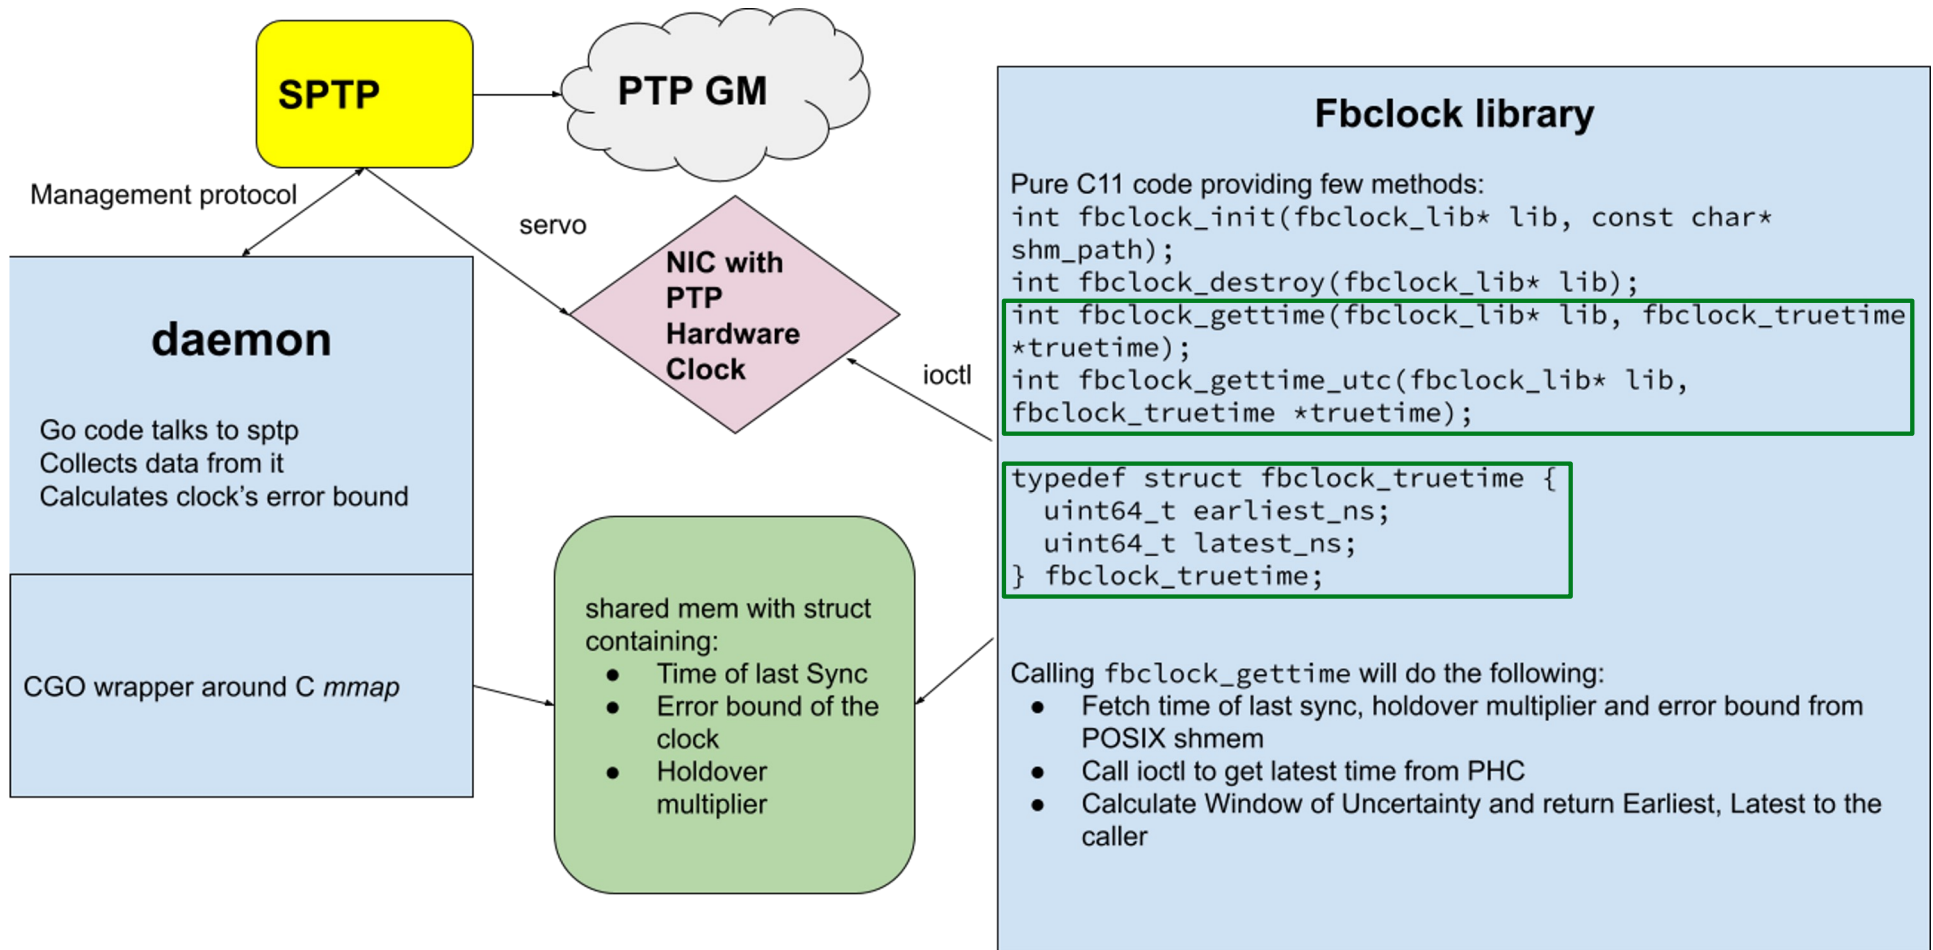 SPTP
PTP GM
Management protocol
servo
NIC with
PTP
Hardware
Clock
ioctl
daemon
Go code talks to sptp
Collects data from it
Calculates clock’s error bound
CGO wrapper around C mmap
shared mem with struct
containing:
● Time of last Sync
● Error bound of the
clock
● Holdover
multiplier
Fbclock library
Pure C11 code providing few methods:
int fbclock_init(fbclock_lib* lib, const char*
shm_path);
int fbclock_destroy(fbclock_lib* lib);
int fbclock_gettime(fbclock_lib* lib, fbclock_truetime
*truetime);
int fbclock_gettime_utc(fbclock_lib* lib,
fbclock_truetime *truetime);
typedef struct fbclock_truetime {
uint64_t earliest_ns;
uint64_t latest_ns;
} fbclock_truetime;
Calling fbclock_gettime will do the following:
● Fetch time of last sync, holdover multiplier and error bound from
POSIX shmem
● Call ioctl to get latest time from PHC
● Calculate Window of Uncertainty and return Earliest, Latest to the
caller